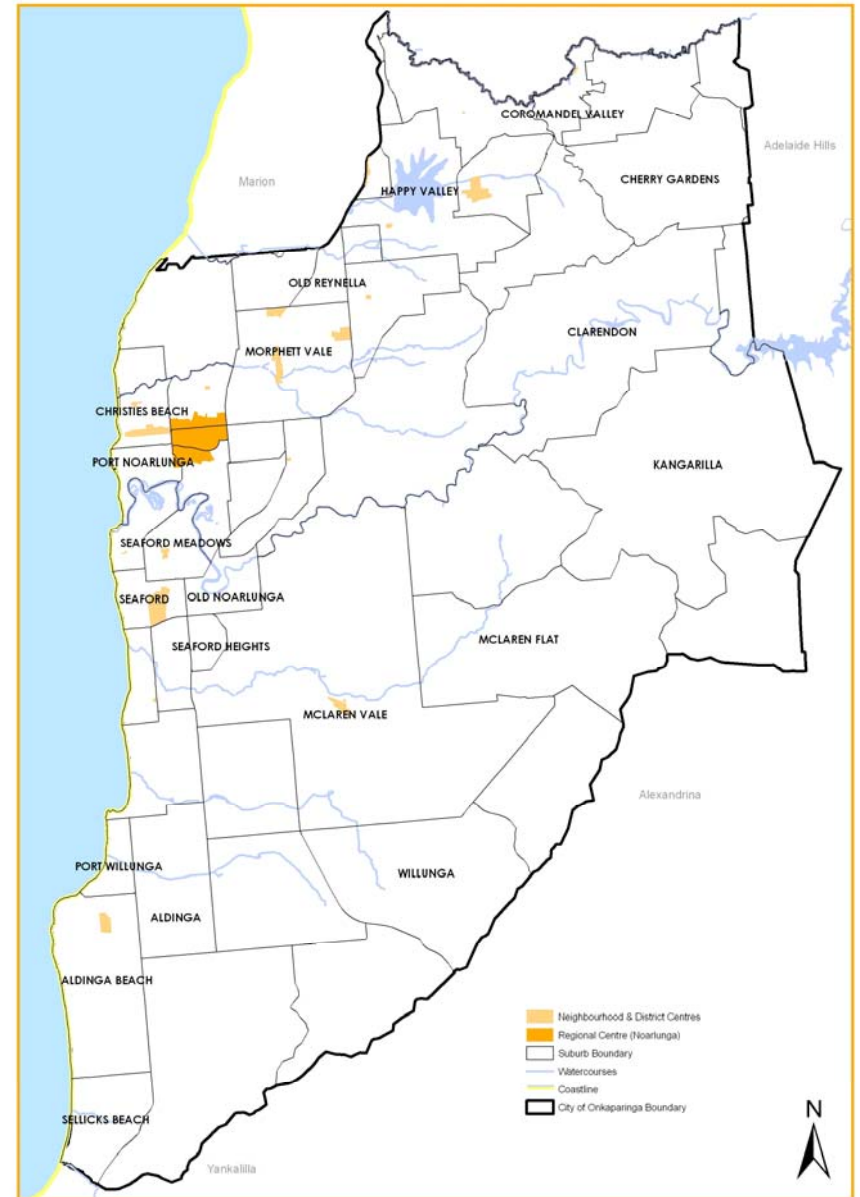 COROMANDEL VALLEY
Adelaide Hills
Marion
CHERRY GARDENS
HAPPY VALLEY
OLD REYNELLA
CLARENDON
MORPHETT VALE
CHRISTIES BEACH
PORT NOARLUNGA
KANGARILLA
SEAFORD MEADOWS
SEAFORD
OLD NOARLUNGA
SEAFORD HEIGHTS
MCLAREN FLAT
MCLAREN VALE
Alexandrina
PORT WILLUNGA
WILLUNGA
ALDINGA
ALDINGA BEACH
Neighbourhood & District Centres
Regional Centre (Noarlunga)
Suburb Boundary
Watercourses
Coastline
City of Onkaparinga Boundary
N
SELLICKS BEACH
Yankalilla